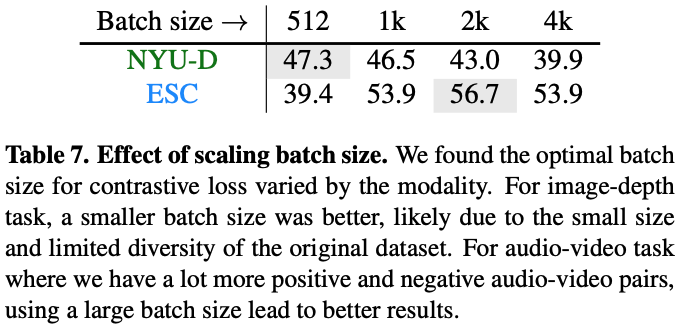 Batch size → 512 1k 2k 4k
NYU-D 47.3 46.5 43.0 39.9
ESC 39.4 53.9 56.7 53.9
Table 7. Effect of scaling batch size. We found the optimal batch
size for contrastive loss varied by the modality. For image-depth
task, a smaller batch size was better, likely due to the small size
and limited diversity of the original dataset. For audio-video task
where we have a lot more positive and negative audio-video pairs,
using a large batch size lead to better results.